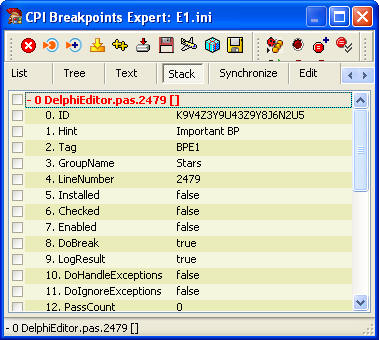 CPI Breakpoints Expert: E1.ini
List Tree Text Stack Synchronize Edit
- 0 DelphiEditor.pas.2479 []
0. ID K9V4Z3Y9U43Z9Y8J6N2U5
1. Hint Important BP
2. Tag BPE1
3. GroupName Stars
4. LineNumber 2479
5. Installed false
6. Checked false
7. Enabled false
8. DoBreak true
9. LogResult true
10. DoHandleExceptions false
11. DoIgnoreExceptions false
12. PassCount 0
- 0 DelphiEditor.pas.2479 []